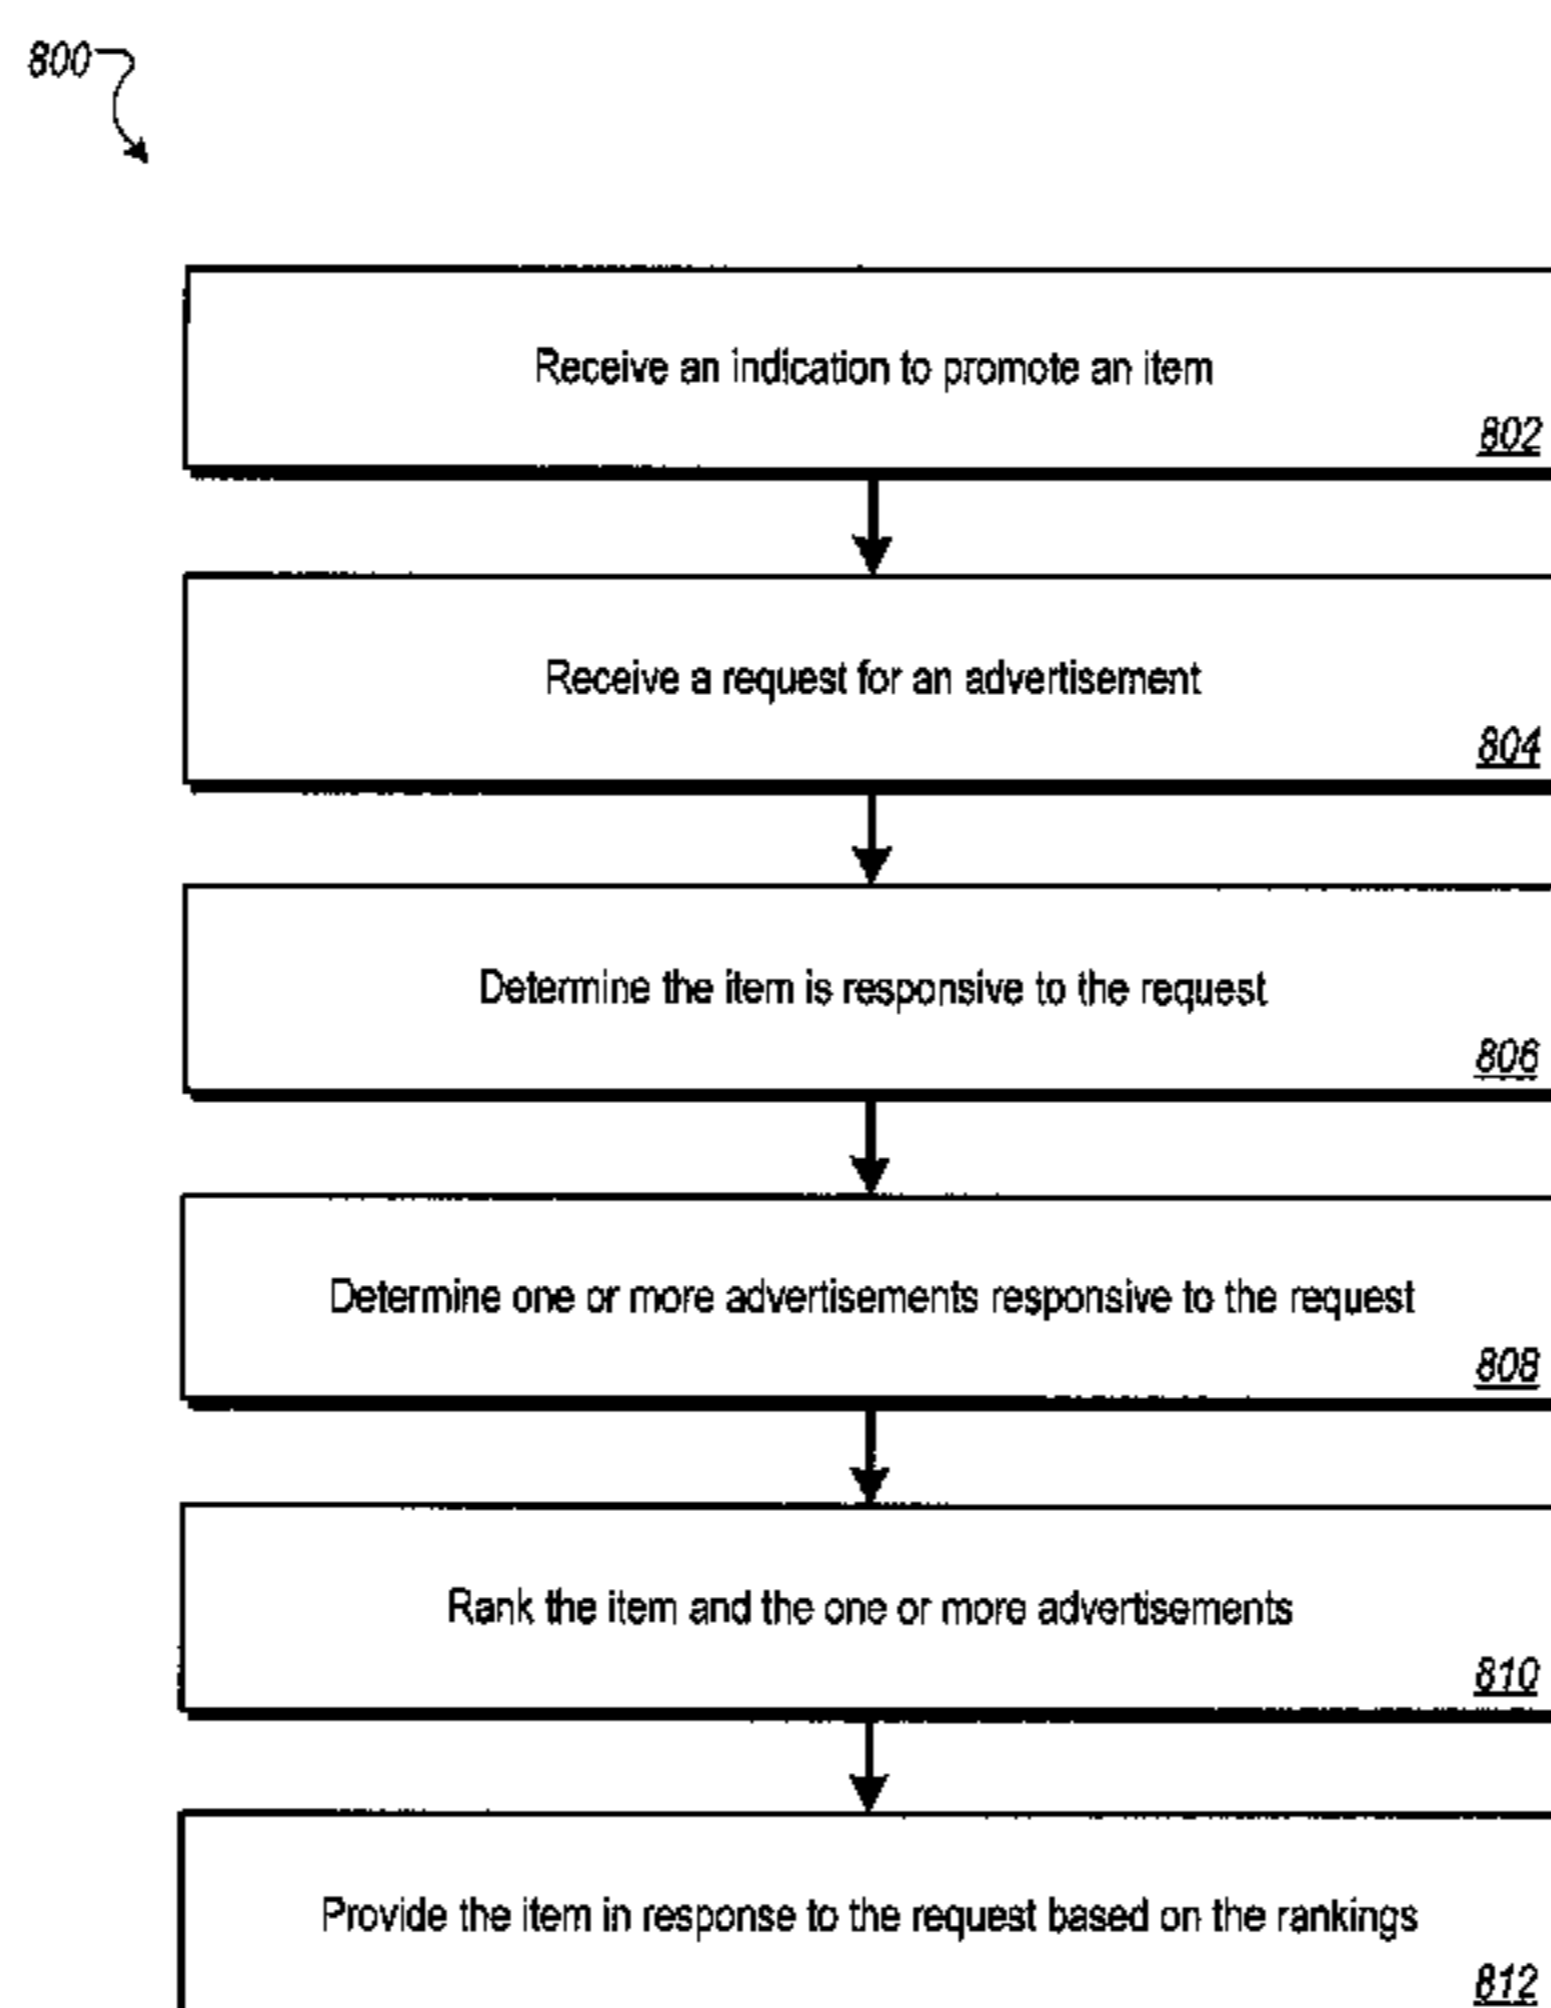 800
Receive an indication to promote an item
802
Receive a request for an advertisement
804
Determine the item is responsive to the request
806
Determine one or more advertisements responsive to the request
808
Rank the item and the one or more advertisements
810
Provide the item in response to the request based on the rankings
812